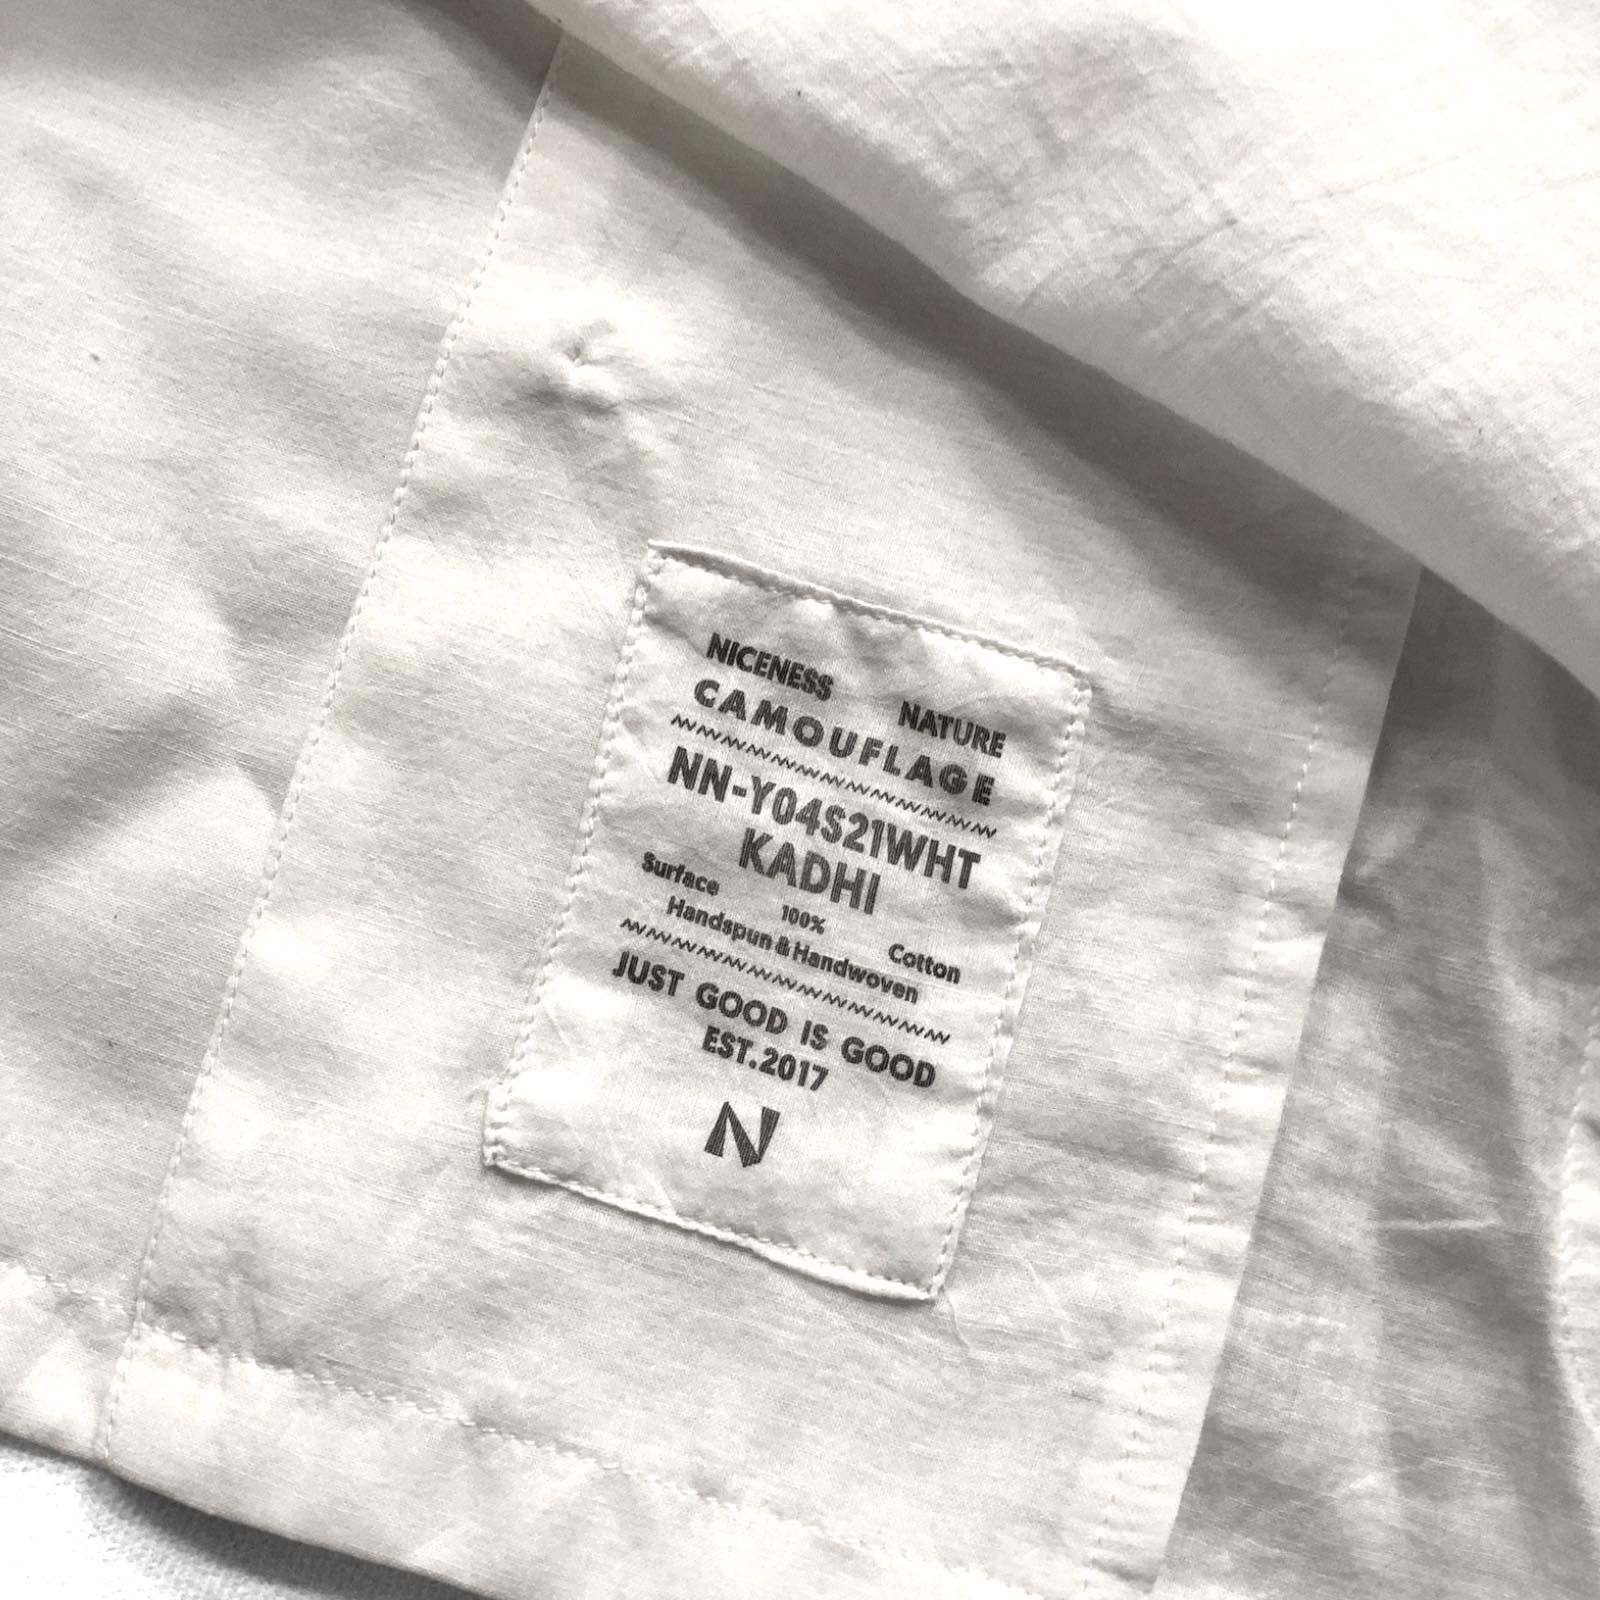 NICENESS NATURE
CAMOUFLAGE
NN-Y04S21WHT
KADHI
Surface 100% Cotton
Handspun & Handwoven
JUST GOOD IS GOOD
EST.2017
N